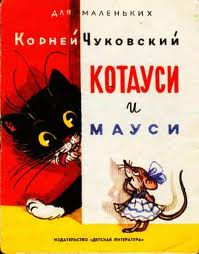 ДЛЯ МАЛЕНЬКИХ
Корней Чуковский
КОТАУСИ
и
МАУСИ
ИЗДАТЕЛЬСТВО «ДЕТСКАЯ ЛИТЕРАТУРА»